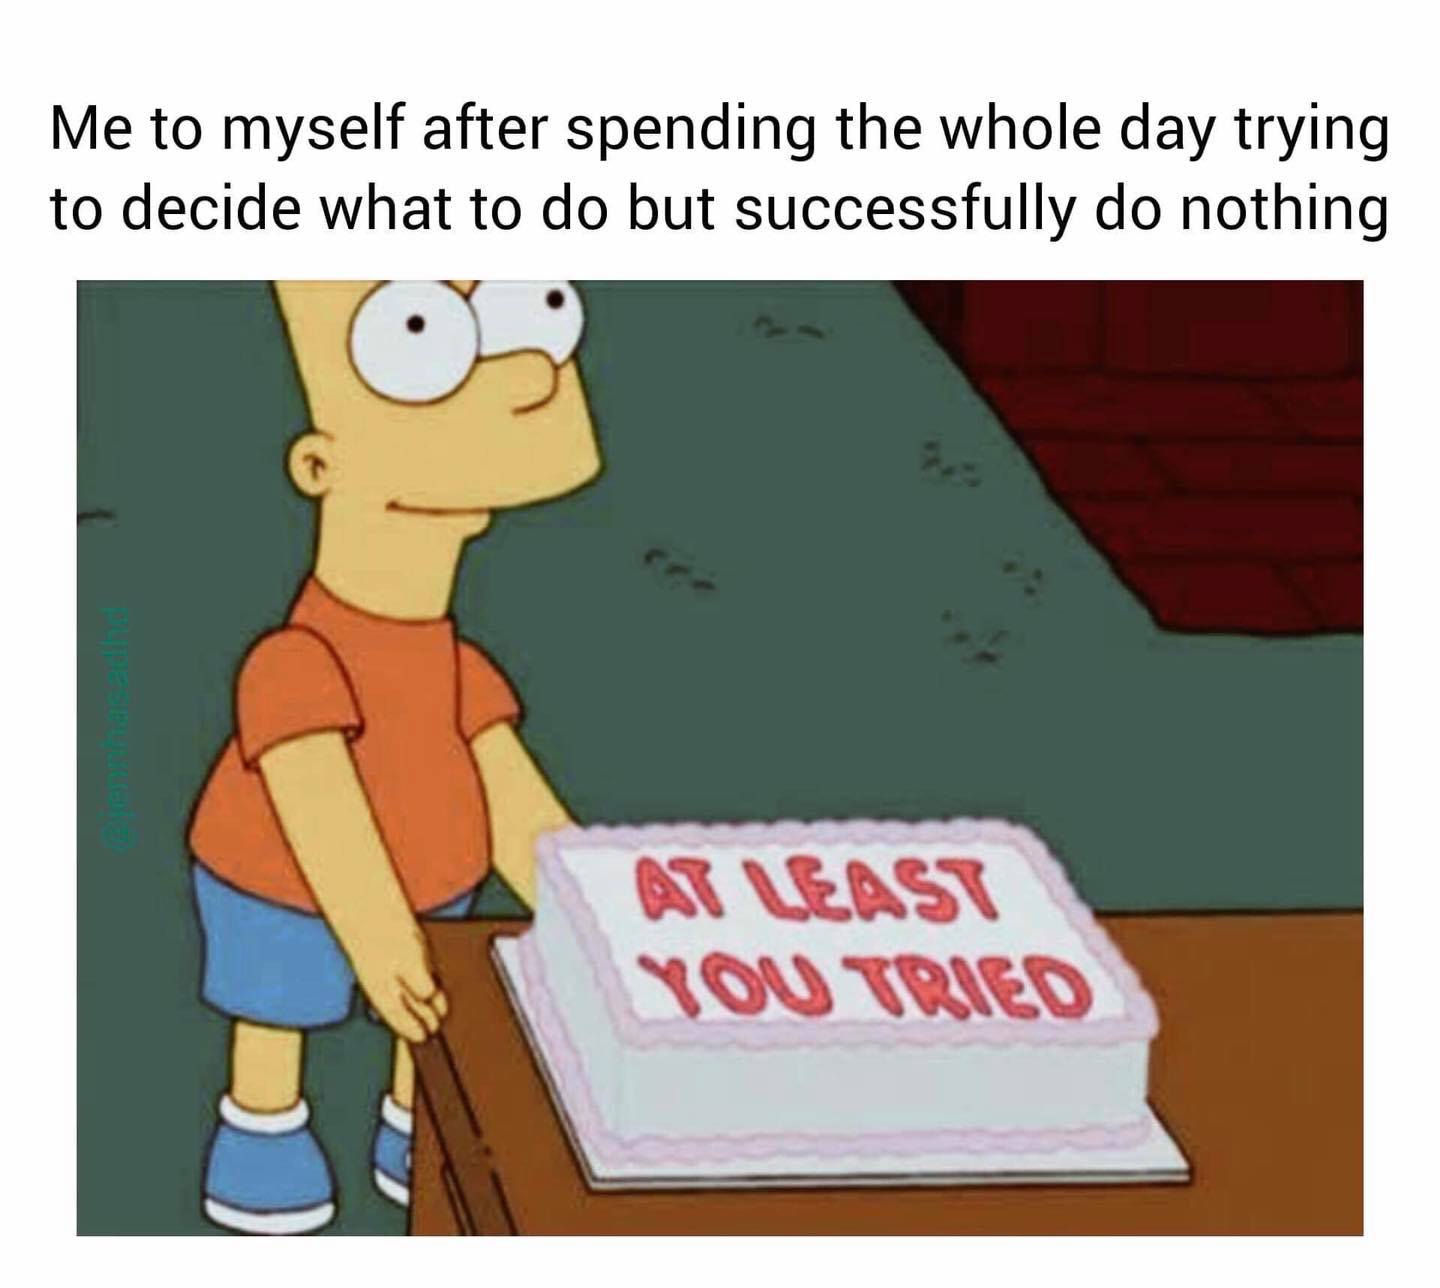 Me to myself after spending the whole day trying
to decide what to do but successfully do nothing
@jennhasadhd
AT LEAST
YOU TRIED